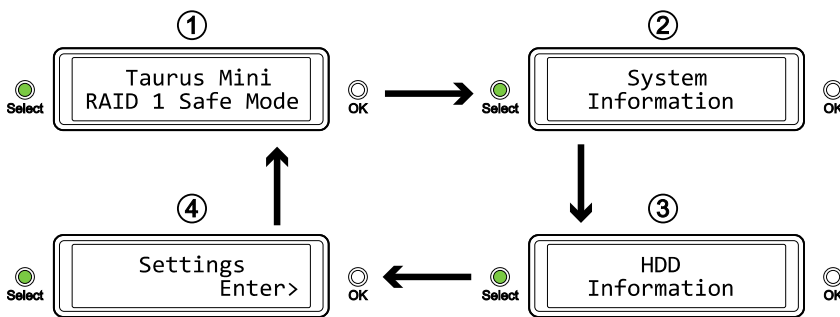 ①
Taurus Mini
RAID 1 Safe Mode
Select
OK
②
System
Information
Select
OK
③
HDD
Information
Select
OK
④
Settings
Enter>
Select
OK